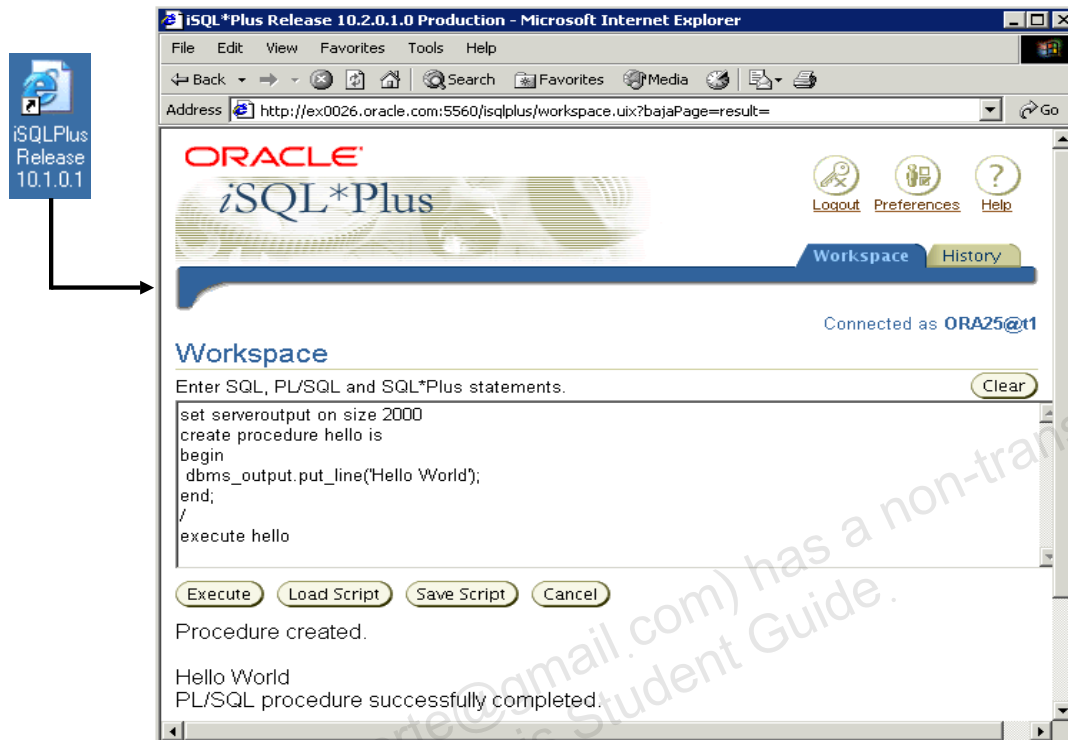 iSQLPlus
Release
10.1.0.1
iSQL*Plus Release 10.2.0.1.0 Production - Microsoft Internet Explorer
File Edit View Favorites Tools Help
Back Search Favorites Media
Address http://ex0026.oracle.com:5560/isqlplus/workspace.uix?bajaPage=result= Go
ORACLE
iSQL*Plus
Logout Preferences Help
Workspace History
Connected as ORA25@t1
Workspace
Enter SQL, PL/SQL and SQL*Plus statements. Clear
set serveroutput on size 2000
create procedure hello is
begin
dbms_output.put_line('Hello World');
end;
/
execute hello
Execute Load Script Save Script Cancel
Procedure created.
Hello World
PL/SQL procedure successfully completed.
@gmail.com) has a non-trans
Student Guide.